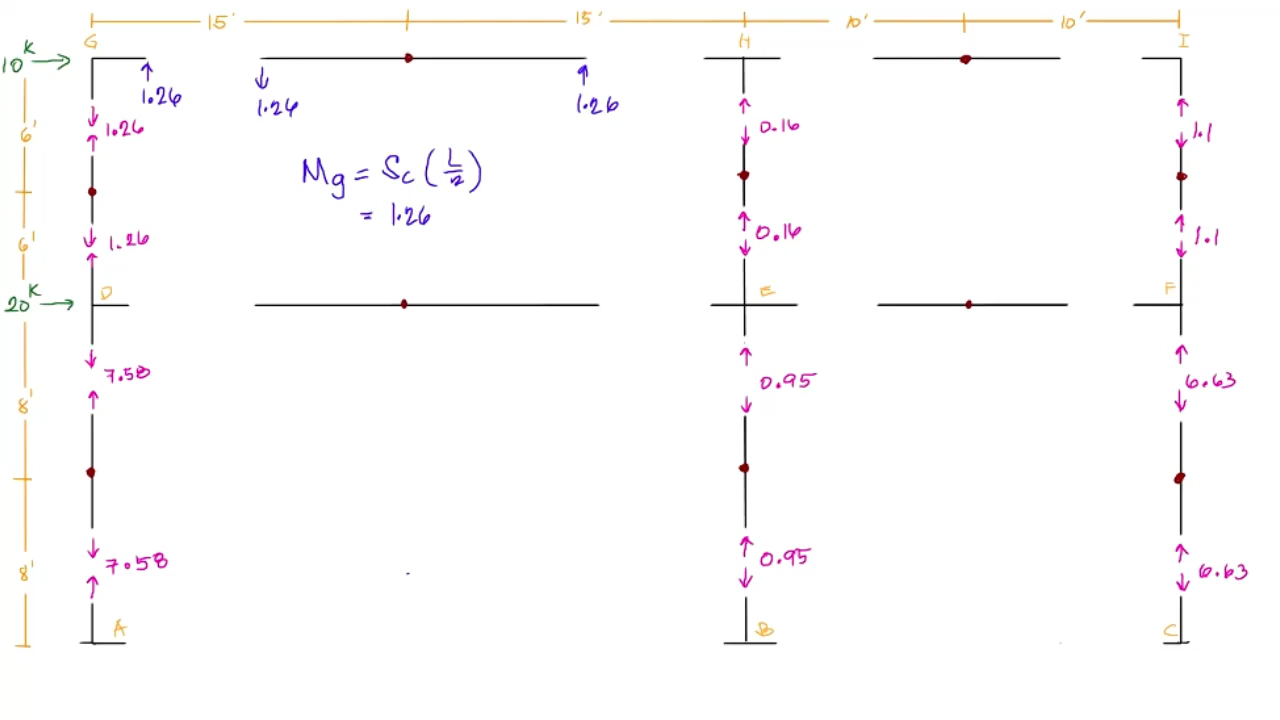 15' 15' 10' 10'
G H I
10 K
1.26
1.26 1.26
6' 1.26 0.16 1.1
Mg = Sc (L/2)
= 1.26
6' 1.26 0.16 1.1
20 K D E F
7.58 0.95 6.63
8'
8' 7.58 0.95 6.63
A B C